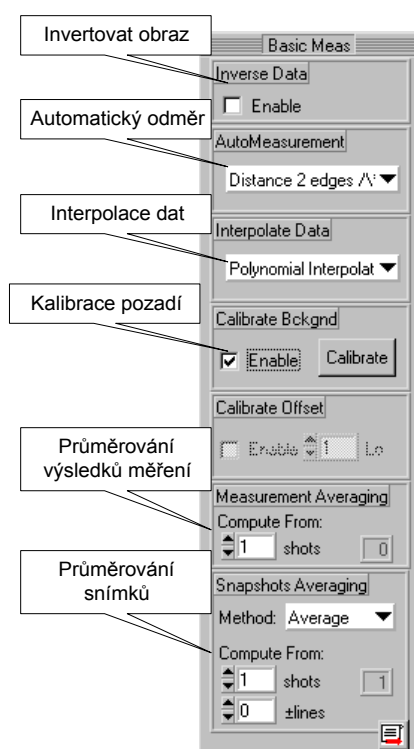 Invertovat obraz
Basic Meas
Inverse Data
Enable
Automatický odměr
AutoMeasurement
Distance 2 edges /\
Interpolace dat
Interpolate Data
Polynomial Interpolat
Kalibrace pozadí
Calibrate Bckgnd
Enable
Calibrate
Calibrate Offset
Enable 1
Průměrování
výsledků měření
Measurement Averaging
Compute From:
1 shots 0
Průměrování
snímků
Snapshots Averaging
Method: Average
Compute From:
1 shots 1
0 ±lines